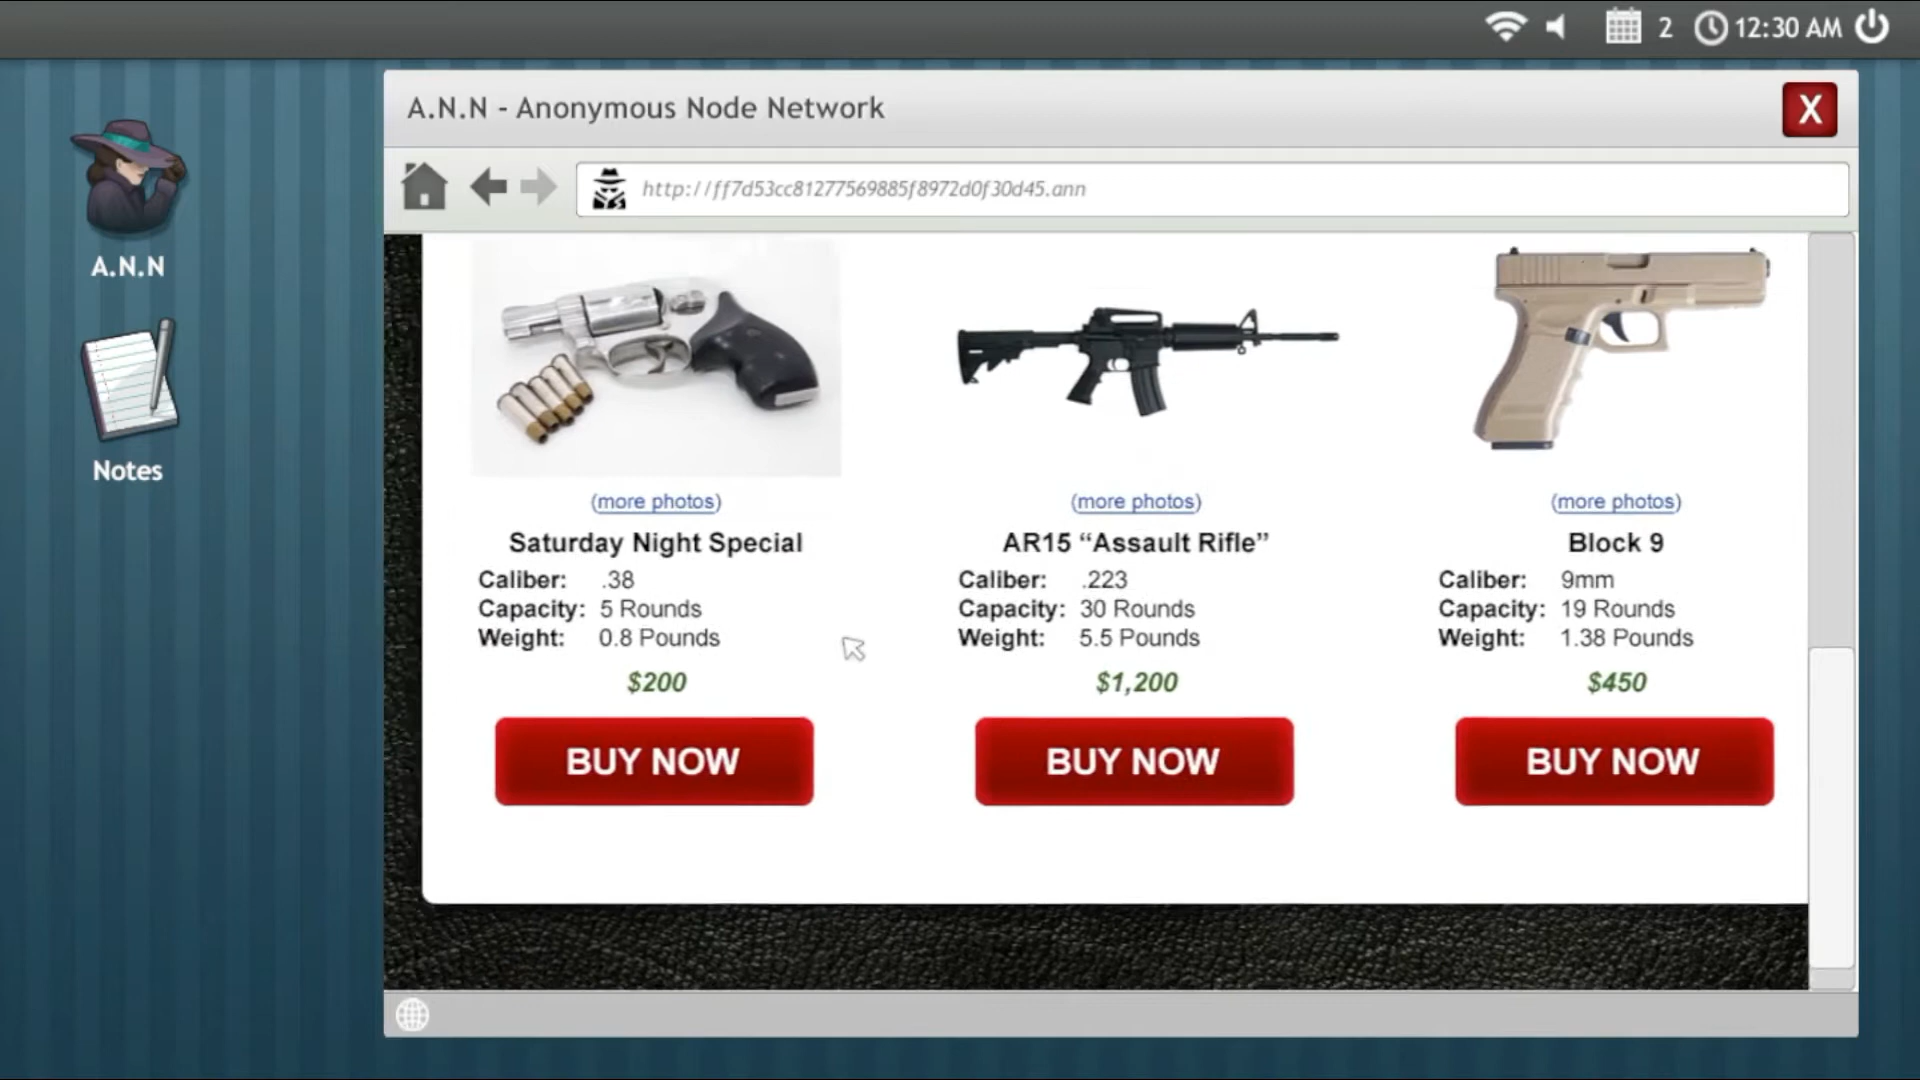 2 12:30 AM
A.N.N - Anonymous Node Network
X
http://ff7d53cc81277569885f8972d0f30d45.ann
A.N.N
Notes
(more photos) (more photos) (more photos)
Saturday Night Special AR15 “Assault Rifle” Block 9
Caliber: .38 Caliber: .223 Caliber: 9mm
Capacity: 5 Rounds Capacity: 30 Rounds Capacity: 19 Rounds
Weight: 0.8 Pounds Weight: 5.5 Pounds Weight: 1.38 Pounds
$200 $1,200 $450
BUY NOW BUY NOW BUY NOW